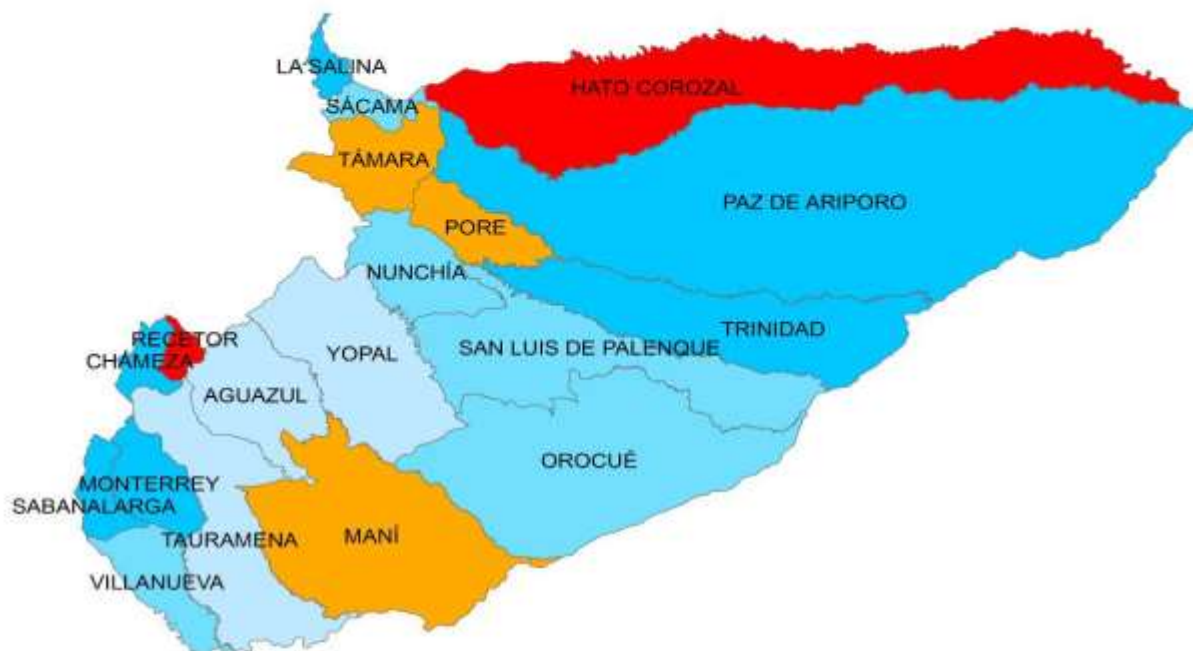 LA SALINA
HATO COROZAL
SÁCAMA
TÁMARA
PAZ DE ARIPORO
PORE
NUNCHÍA
TRINIDAD
RECETOR
SAN LUIS DE PALENQUE
YOPAL
CHÁMEZA
AGUAZUL
OROCUÉ
MONTERREY
SABANALARGA
TAURAMENA
MANÍ
VILLANUEVA